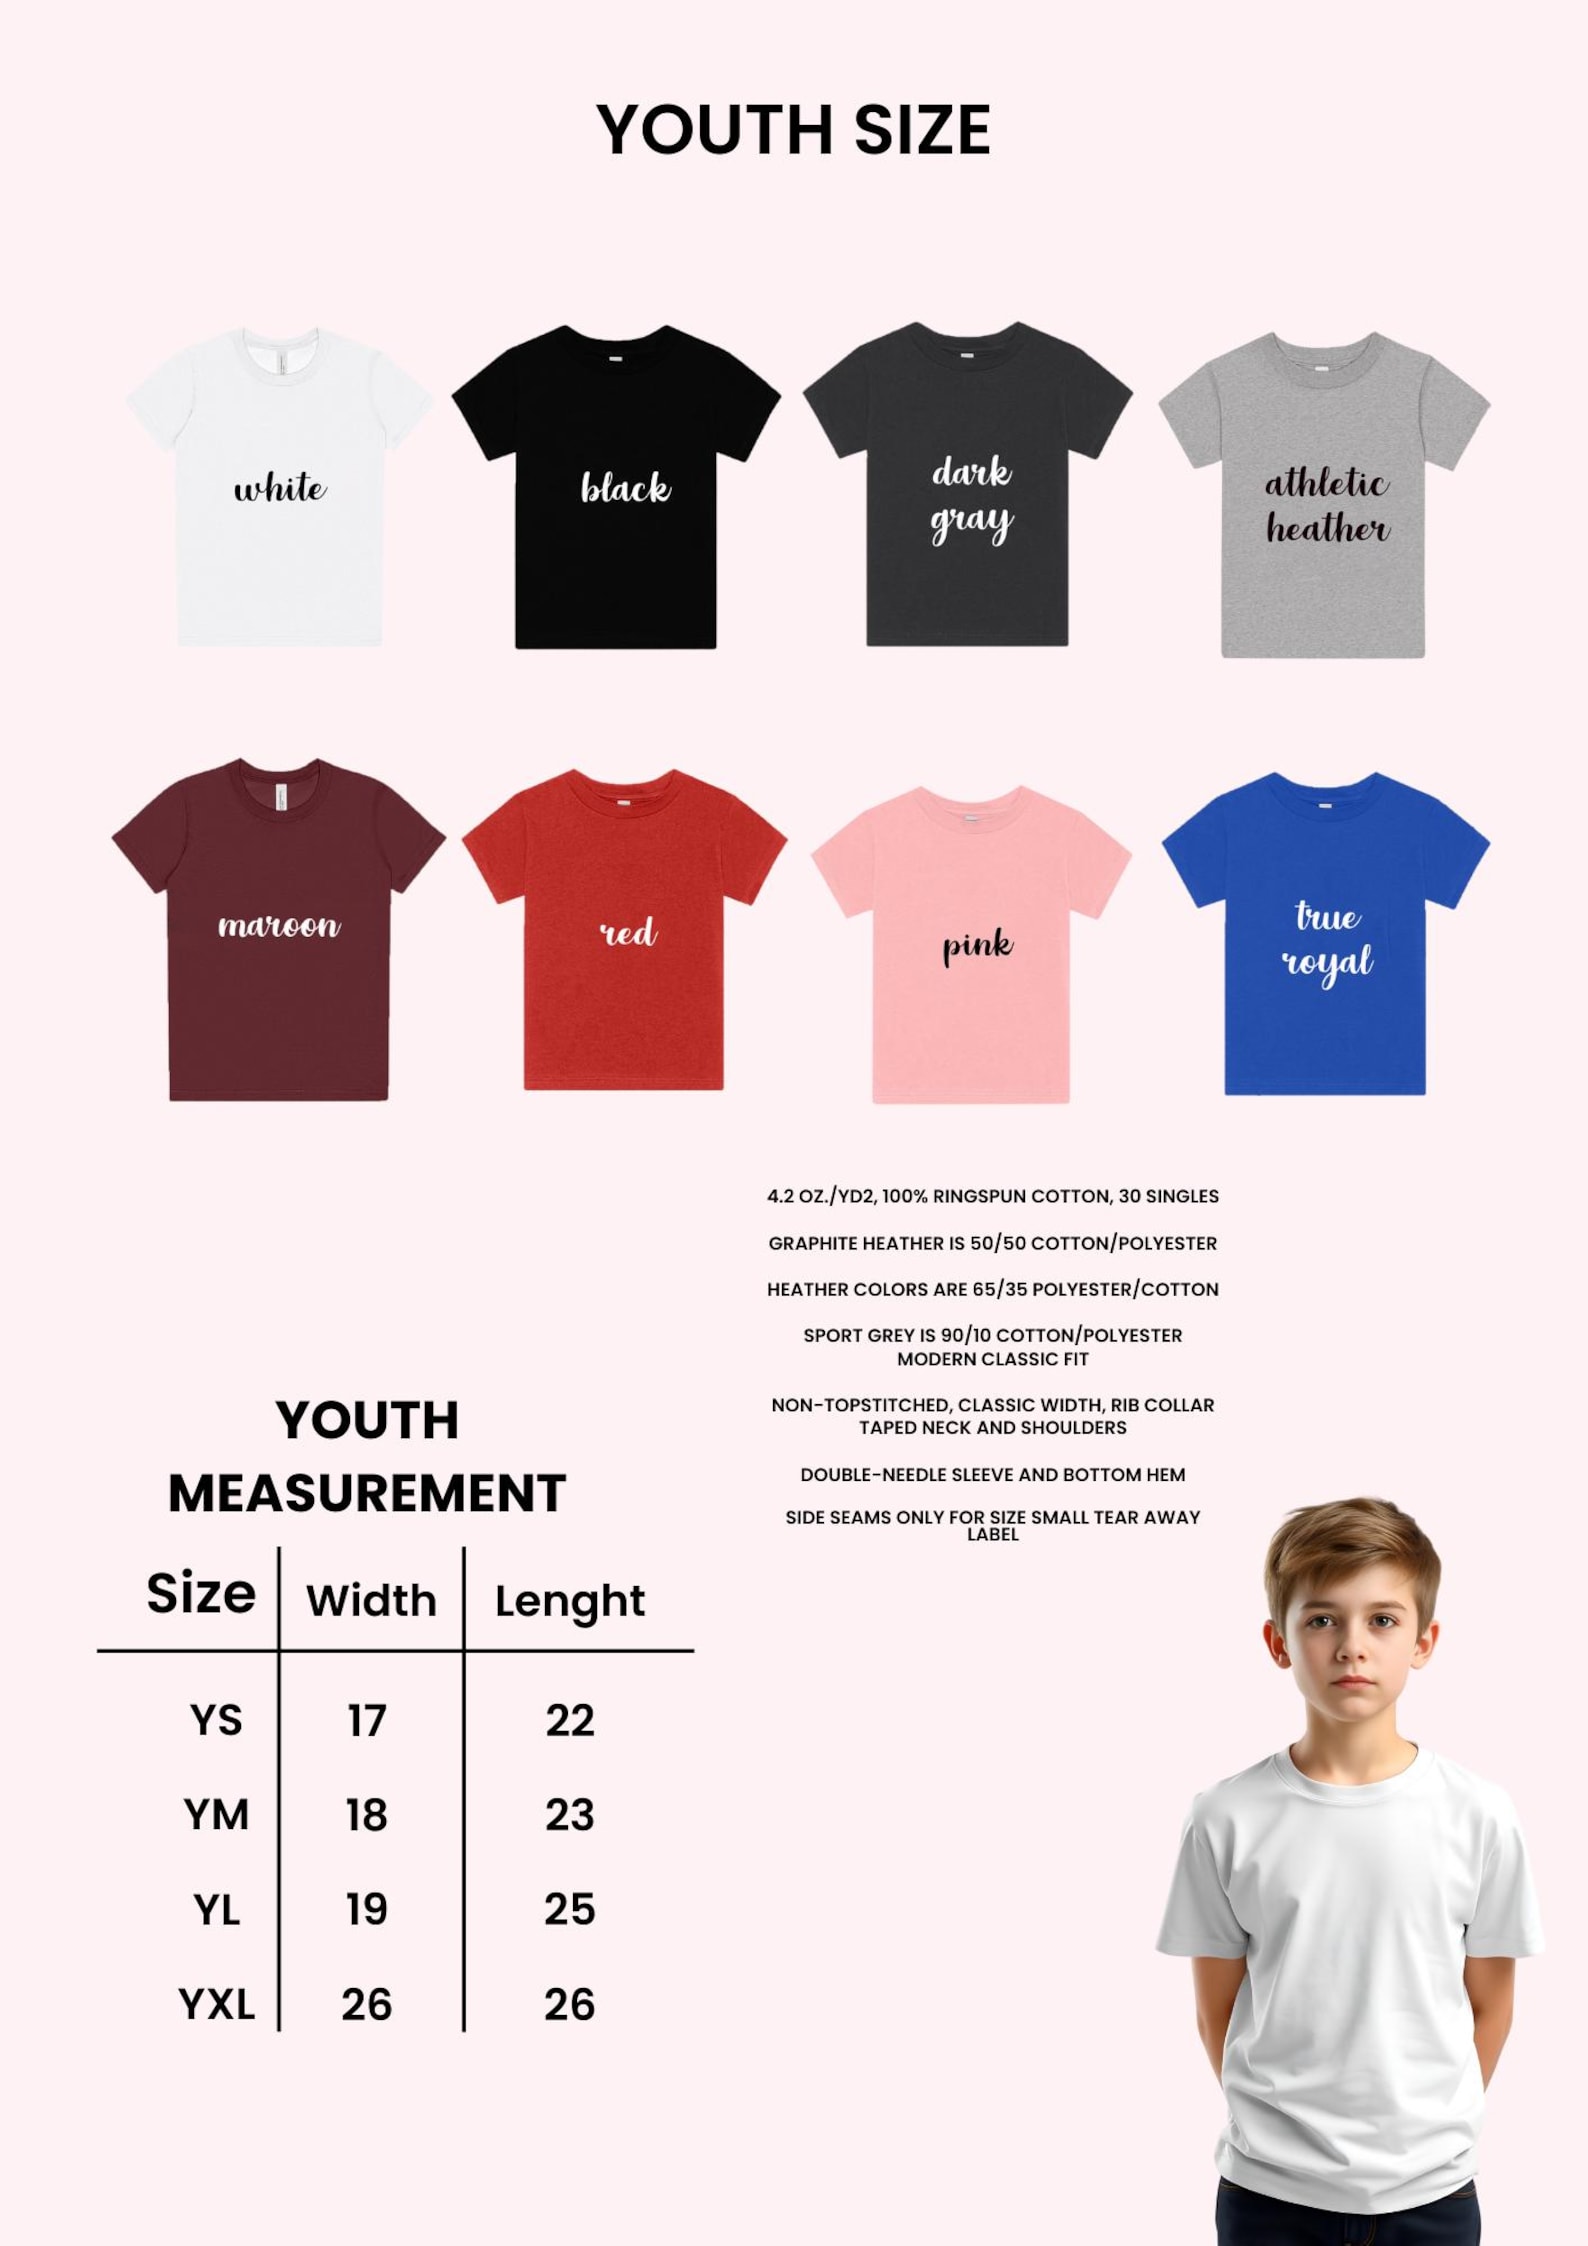 YOUTH SIZE
white
black
dark
gray
athletic
heather
maroon
red
pink
true
royal
4.2 OZ./YD2, 100% RINGSPUN COTTON, 30 SINGLES
GRAPHITE HEATHER IS 50/50 COTTON/POLYESTER
HEATHER COLORS ARE 65/35 POLYESTER/COTTON
SPORT GREY IS 90/10 COTTON/POLYESTER
MODERN CLASSIC FIT
NON-TOPSTITCHED, CLASSIC WIDTH, RIB COLLAR
TAPED NECK AND SHOULDERS
DOUBLE-NEEDLE SLEEVE AND BOTTOM HEM
SIDE SEAMS ONLY FOR SIZE SMALL TEAR AWAY
LABEL
YOUTH
MEASUREMENT
Size Width Lenght
YS 17 22
YM 18 23
YL 19 25
YXL 26 26